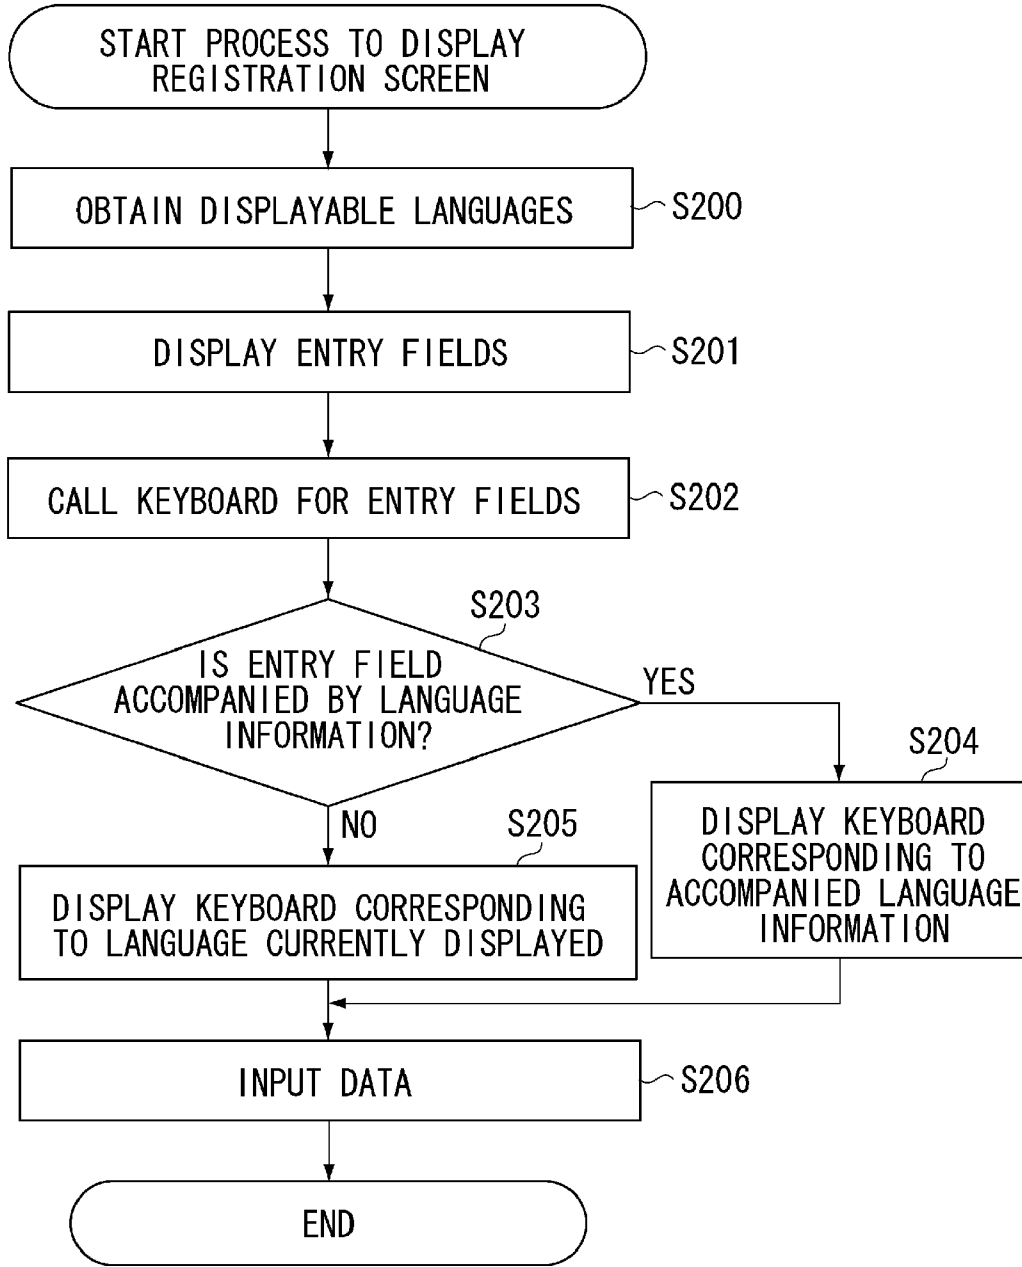 START PROCESS TO DISPLAY
REGISTRATION SCREEN
OBTAIN DISPLAYABLE LANGUAGES
S200
DISPLAY ENTRY FIELDS
S201
CALL KEYBOARD FOR ENTRY FIELDS
S202
S203
IS ENTRY FIELD
ACCOMPANIED BY LANGUAGE
INFORMATION?
YES
NO
S204
DISPLAY KEYBOARD
CORRESPONDING TO
ACCOMPANIED LANGUAGE
INFORMATION
S205
DISPLAY KEYBOARD CORRESPONDING
TO LANGUAGE CURRENTLY DISPLAYED
INPUT DATA
S206
END